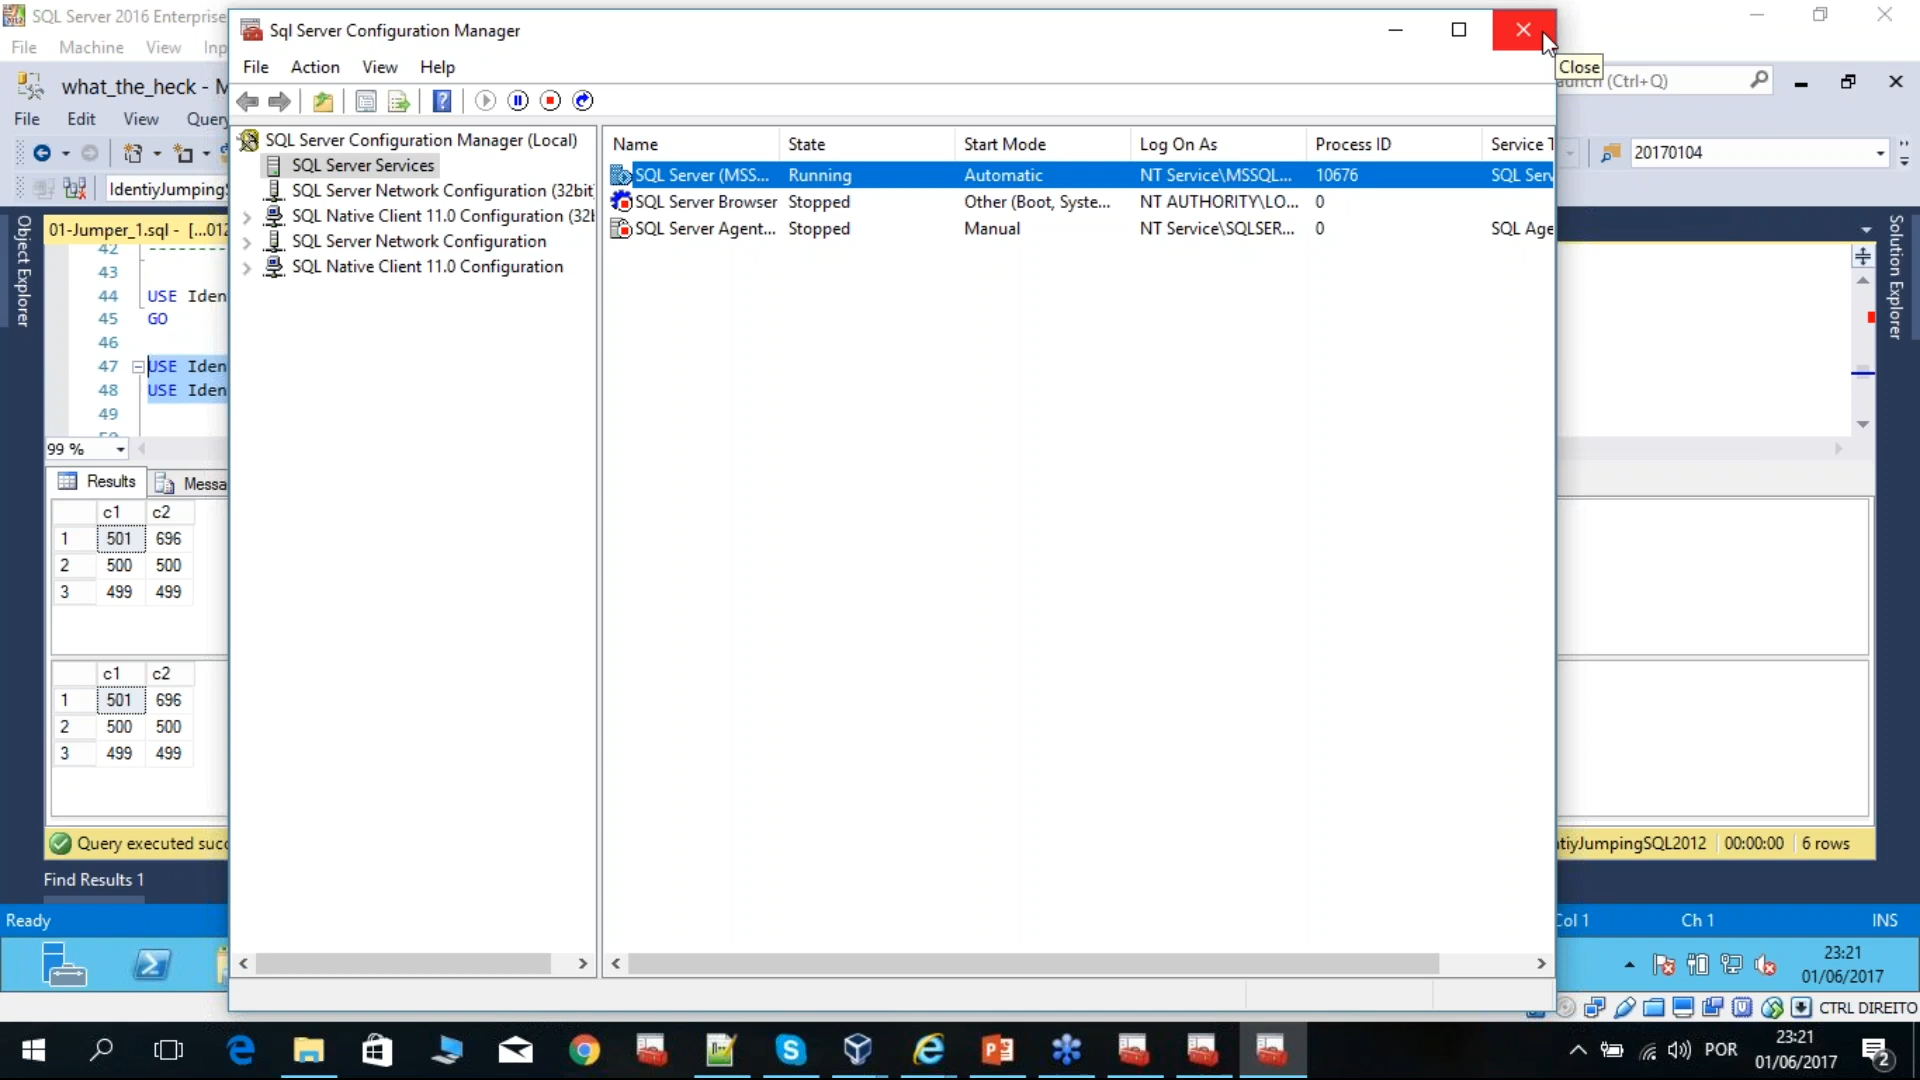 SQL Server 2016 Enterprise
File Machine View Inp
what_the_heck - M
aunch (Ctrl+Q)
File Edit View Query
20170104
IdentiyJumpingS
Sql Server Configuration Manager
Close
File Action View Help
SQL Server Configuration Manager (Local)
SQL Server Services
SQL Server Network Configuration (32bit
SQL Native Client 11.0 Configuration (32l
SQL Server Network Configuration
SQL Native Client 11.0 Configuration
Name State Start Mode Log On As Process ID Service T
SQL Server (MSS... Running Automatic NT Service\MSSQL... 10676 SQL Serv
SQL Server Browser Stopped Other (Boot, Syste... NT AUTHORITY\LO... 0
SQL Server Agent... Stopped Manual NT Service\SQLSER... 0 SQL Age
Object Explorer
Solution Explorer
01-Jumper_1.sql - [...012
42
43
44 USE Iden
45 GO
46
47 USE Iden
48 USE Iden
49
99 %
Results Messa
c1 c2
1 501 696
2 500 500
3 499 499
c1 c2
1 501 696
2 500 500
3 499 499
Query executed succ
tiyJumpingSQL2012 00:00:00 6 rows
Find Results 1
Ready
Col 1 Ch 1 INS
23:21
01/06/2017
CTRL DIREITO
POR
23:21
01/06/2017
2